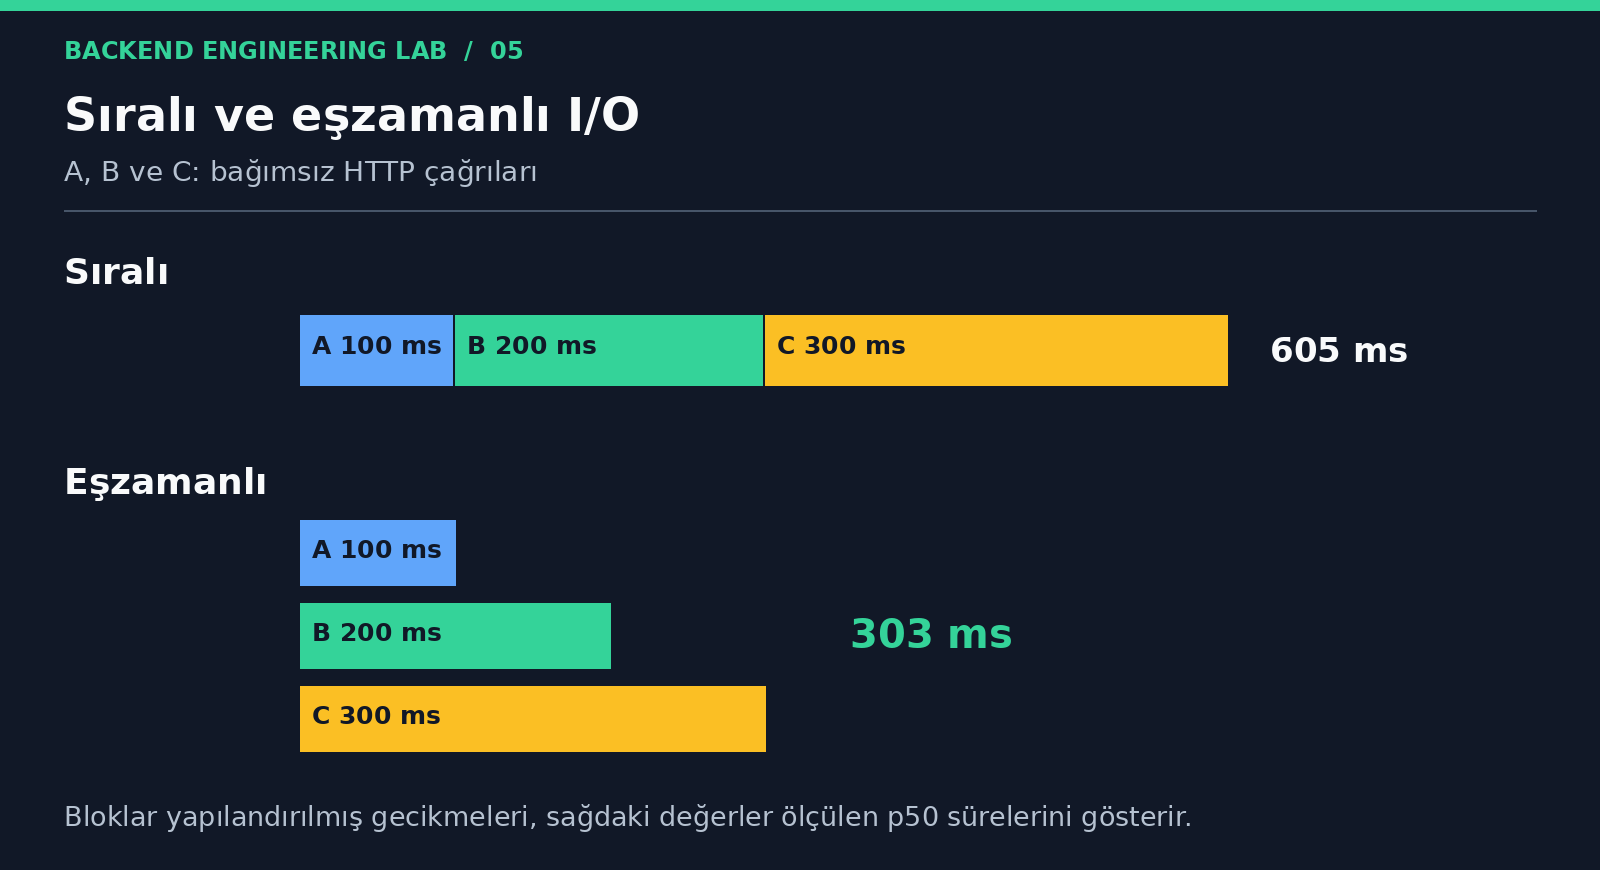 BACKEND ENGINEERING LAB / 05
Sıralı ve eşzamanlı I/O
A, B ve C: bağımsız HTTP çağrıları
Sıralı
A 100 ms B 200 ms C 300 ms 605 ms
Eşzamanlı
A 100 ms
B 200 ms 303 ms
C 300 ms
Bloklar yapılandırılmış gecikmeleri, sağdaki değerler ölçülen p50 sürelerini gösterir.